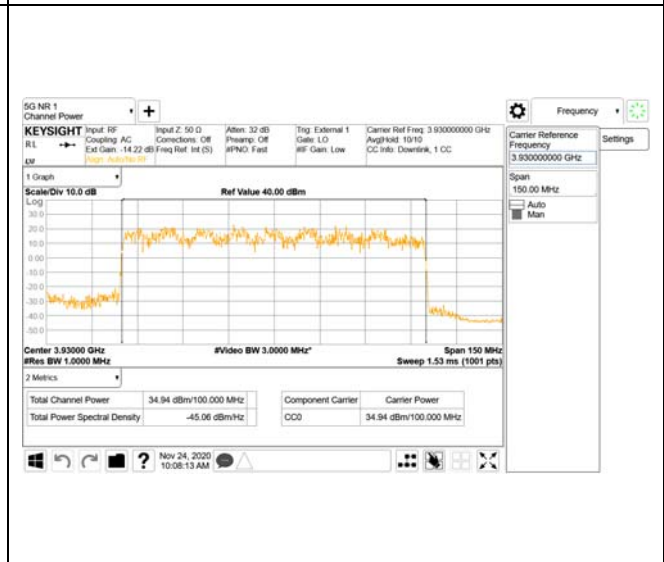 5G NR 1
Channel Power
Frequency
KEYSIGHT
Input: RF
Input Z: 50 Ω
Atten: 32 dB
Trig: External 1
Carrier Ref Freq: 3.930000000 GHz
RL
Coupling: AC
Corrections: Off
Preamp: Off
Gate: LO
Avg|Hold: 10/10
Ext Gain: -14.22 dB
Freq Ref: Int (S)
#PNO: Fast
#IF Gain: Low
CC Info: Downlink, 1 CC
Align: Auto/No RF
Carrier Reference
Frequency
3.930000000 GHz
Settings
Span
150.00 MHz
Auto
Man
1 Graph
Scale/Div 10.0 dB
Ref Value 40.00 dBm
Log
30.0
20.0
10.0
0.00
-10.0
-20.0
-30.0
-40.0
-50.0
Center 3.93000 GHz
#Video BW 3.0000 MHz*
Span 150 MHz
#Res BW 1.0000 MHz
Sweep 1.53 ms (1001 pts)
2 Metrics
Total Channel Power
34.94 dBm/100.000 MHz
Component Carrier
Carrier Power
Total Power Spectral Density
-45.06 dBm/Hz
CC0
34.94 dBm/100.000 MHz
?
Nov 24, 2020
10:08:13 AM